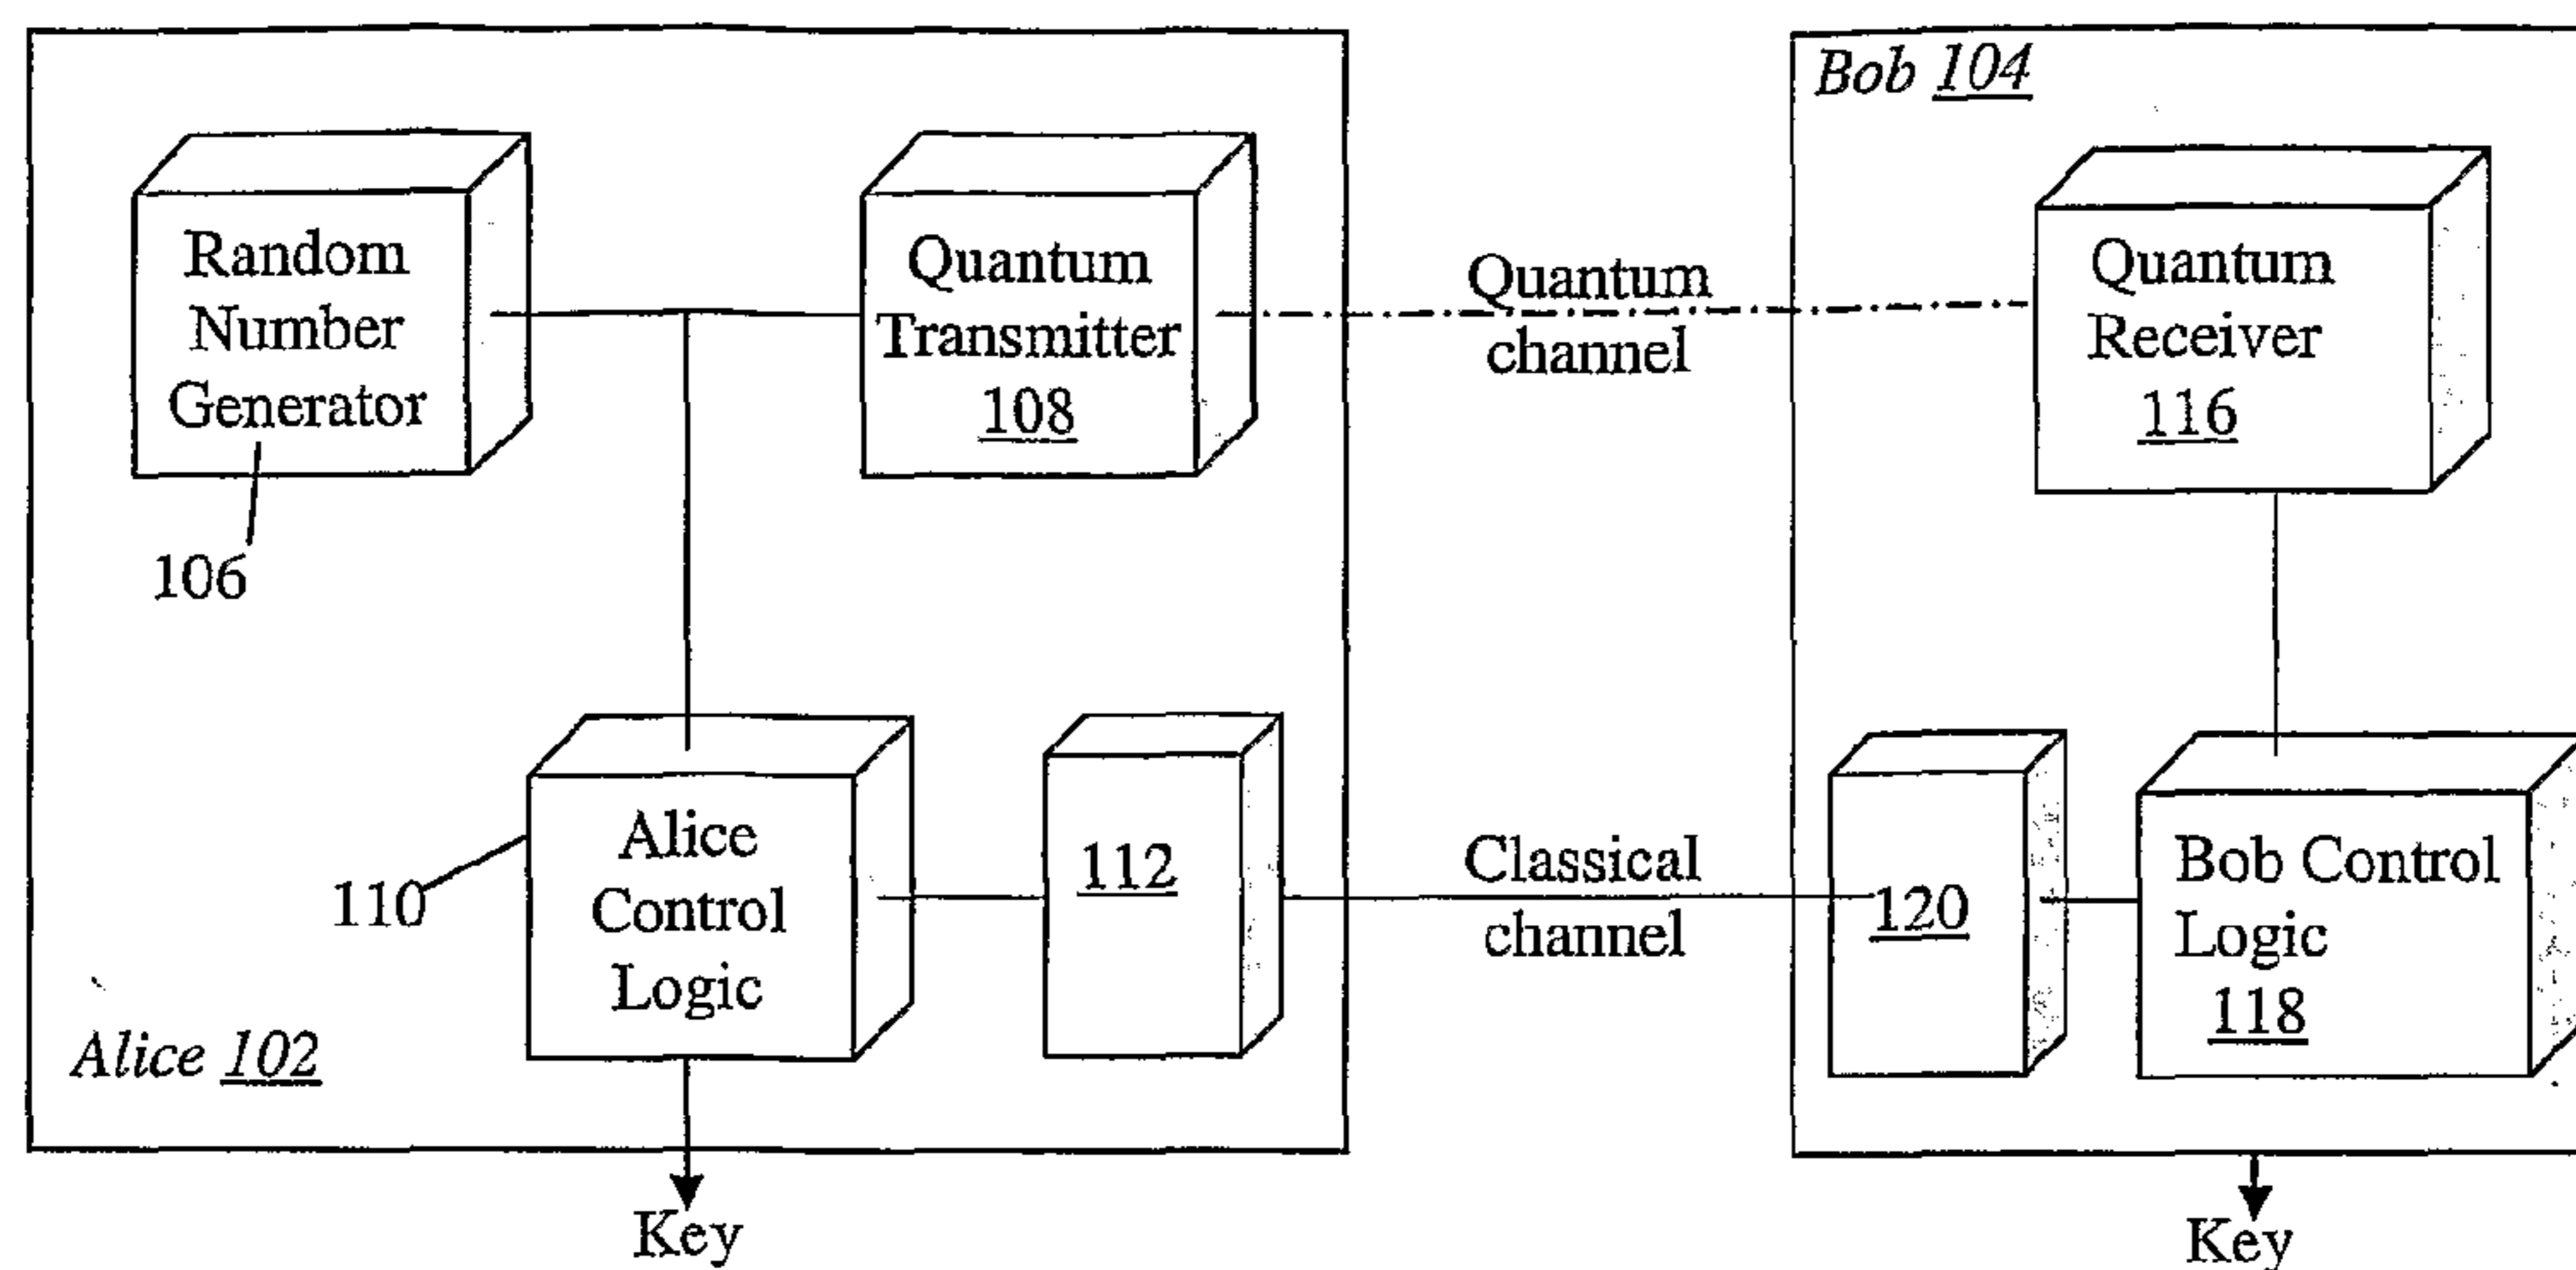 Bob 104
Random
Number
Generator
106
Quantum
Transmitter
108
Quantum
channel
Quantum
Receiver
116
Alice
Control
Logic
110
112
Classical
channel
120
Bob Control
Logic
118
Alice 102
Key
Key